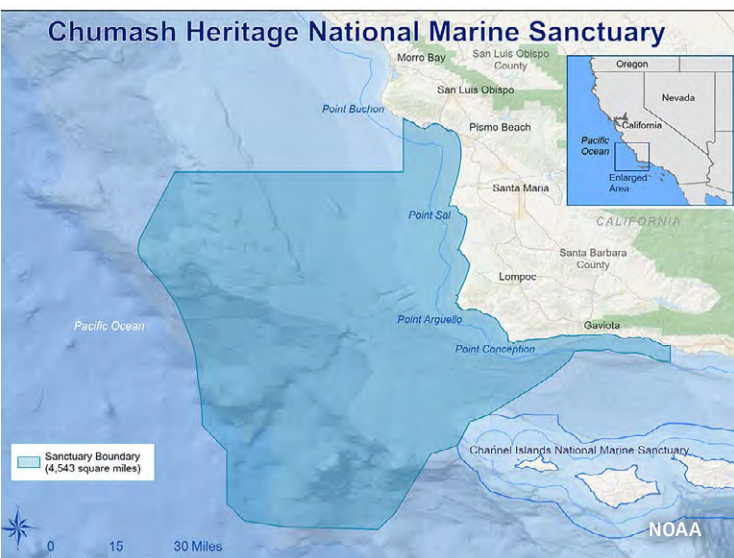 Chumash Heritage National Marine Sanctuary
Morro Bay
San Luis Obispo
County
Oregon
San Luis Obispo
Nevada
Point Buchon
California
Pismo Beach
Pacific
Ocean
Enlarged
Area
Santa Maria
Point Sal
CALIFORNIA
Santa Barbara
County
Lompoc
Pacific Ocean
Point Arguello
Gaviota
Point Conception
Sanctuary Boundary
(4,543 square miles)
Channel Islands National Marine Sanctuary
NOAA
0 15 30 Miles